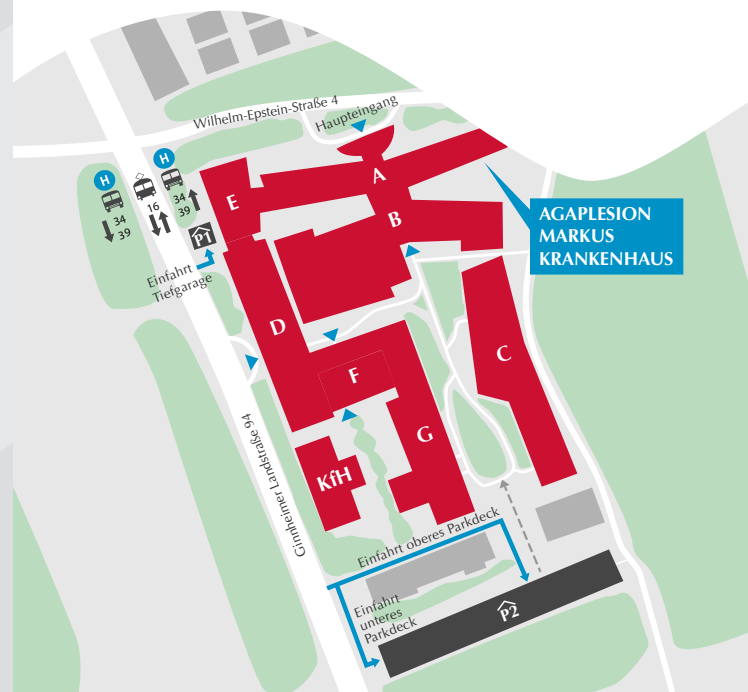 Wilhelm-Epstein-Straße 4
Haupteingang
H
H
34
39
16
34
39
P1
Einfahrt
Tiefgarage
E
A
B
AGAPLESION
MARKUS
KRANKENHAUS
D
C
F
G
KfH
Ginnheimer Landstraße 94
Einfahrt oberes Parkdeck
Einfahrt
unteres
Parkdeck
P2